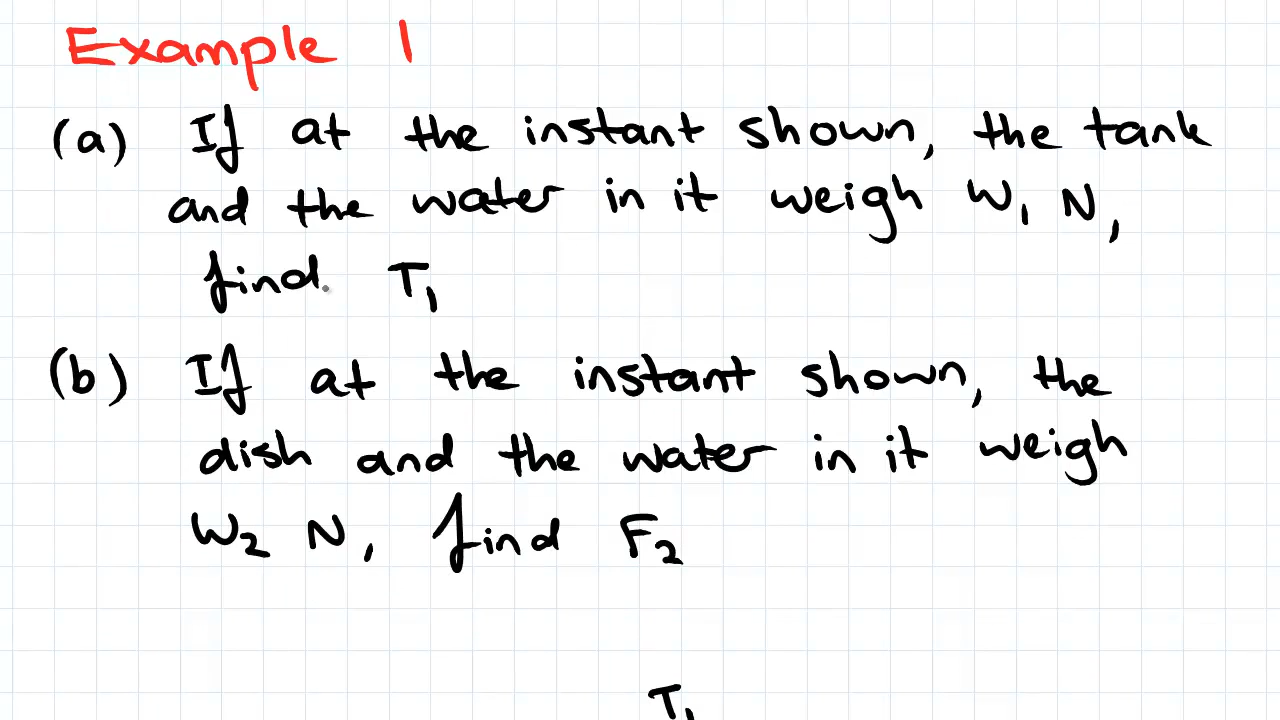 Example 1
(a) If at the instant shown, the tank
and the water in it weigh W₁ N,
find T₁
(b) If at the instant shown, the
dish and the water in it weigh
W₂ N, find F₂
T₁